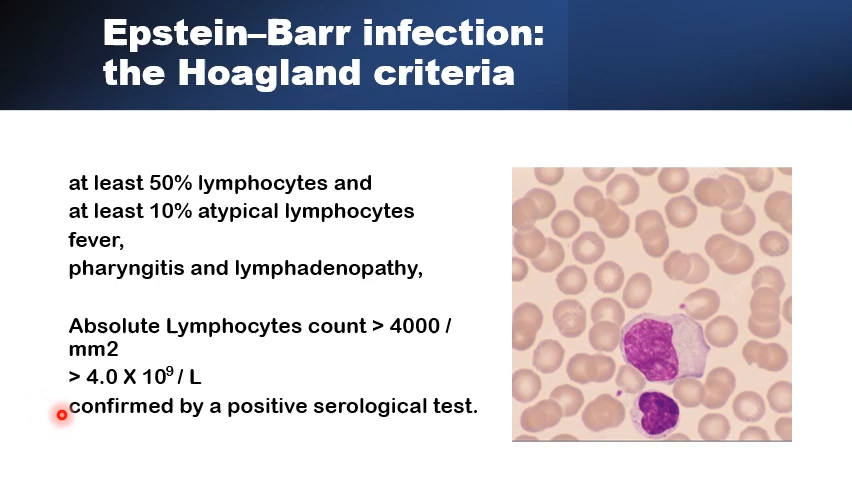 Epstein–Barr infection:
the Hoagland criteria
at least 50% lymphocytes and
at least 10% atypical lymphocytes
fever,
pharyngitis and lymphadenopathy,
Absolute Lymphocytes count > 4000 /
mm2
> 4.0 X 10⁹ / L
confirmed by a positive serological test.